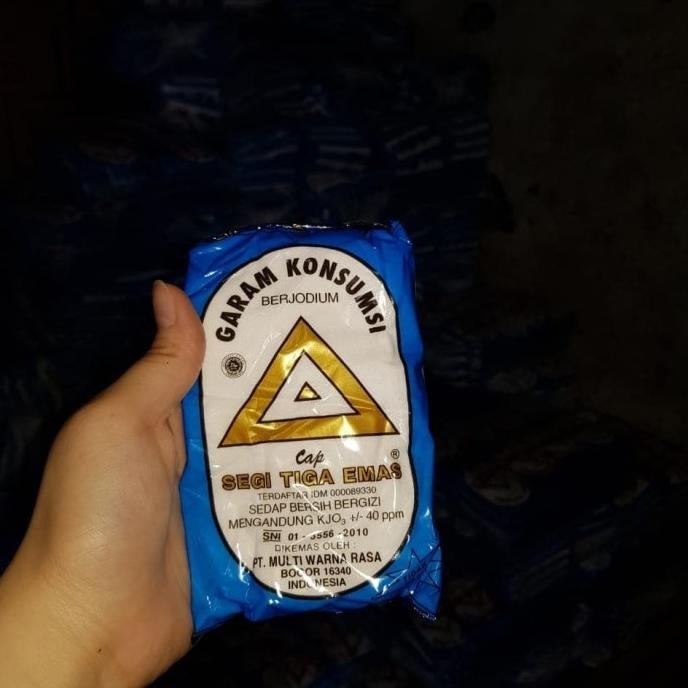 GARAM KONSUMSI
BERJODIUM
Cap
®
SEGI TIGA EMAS
TERDAFTAR IDM 000089330
SEDAP BERSIH BERGIZI
MENGANDUNG KJO₃ +/- 40 ppm
SNI 01 - 3556 -2010
DIKEMAS OLEH :
PT. MULTI WARNA RASA
BOGOR 16340
INDONESIA